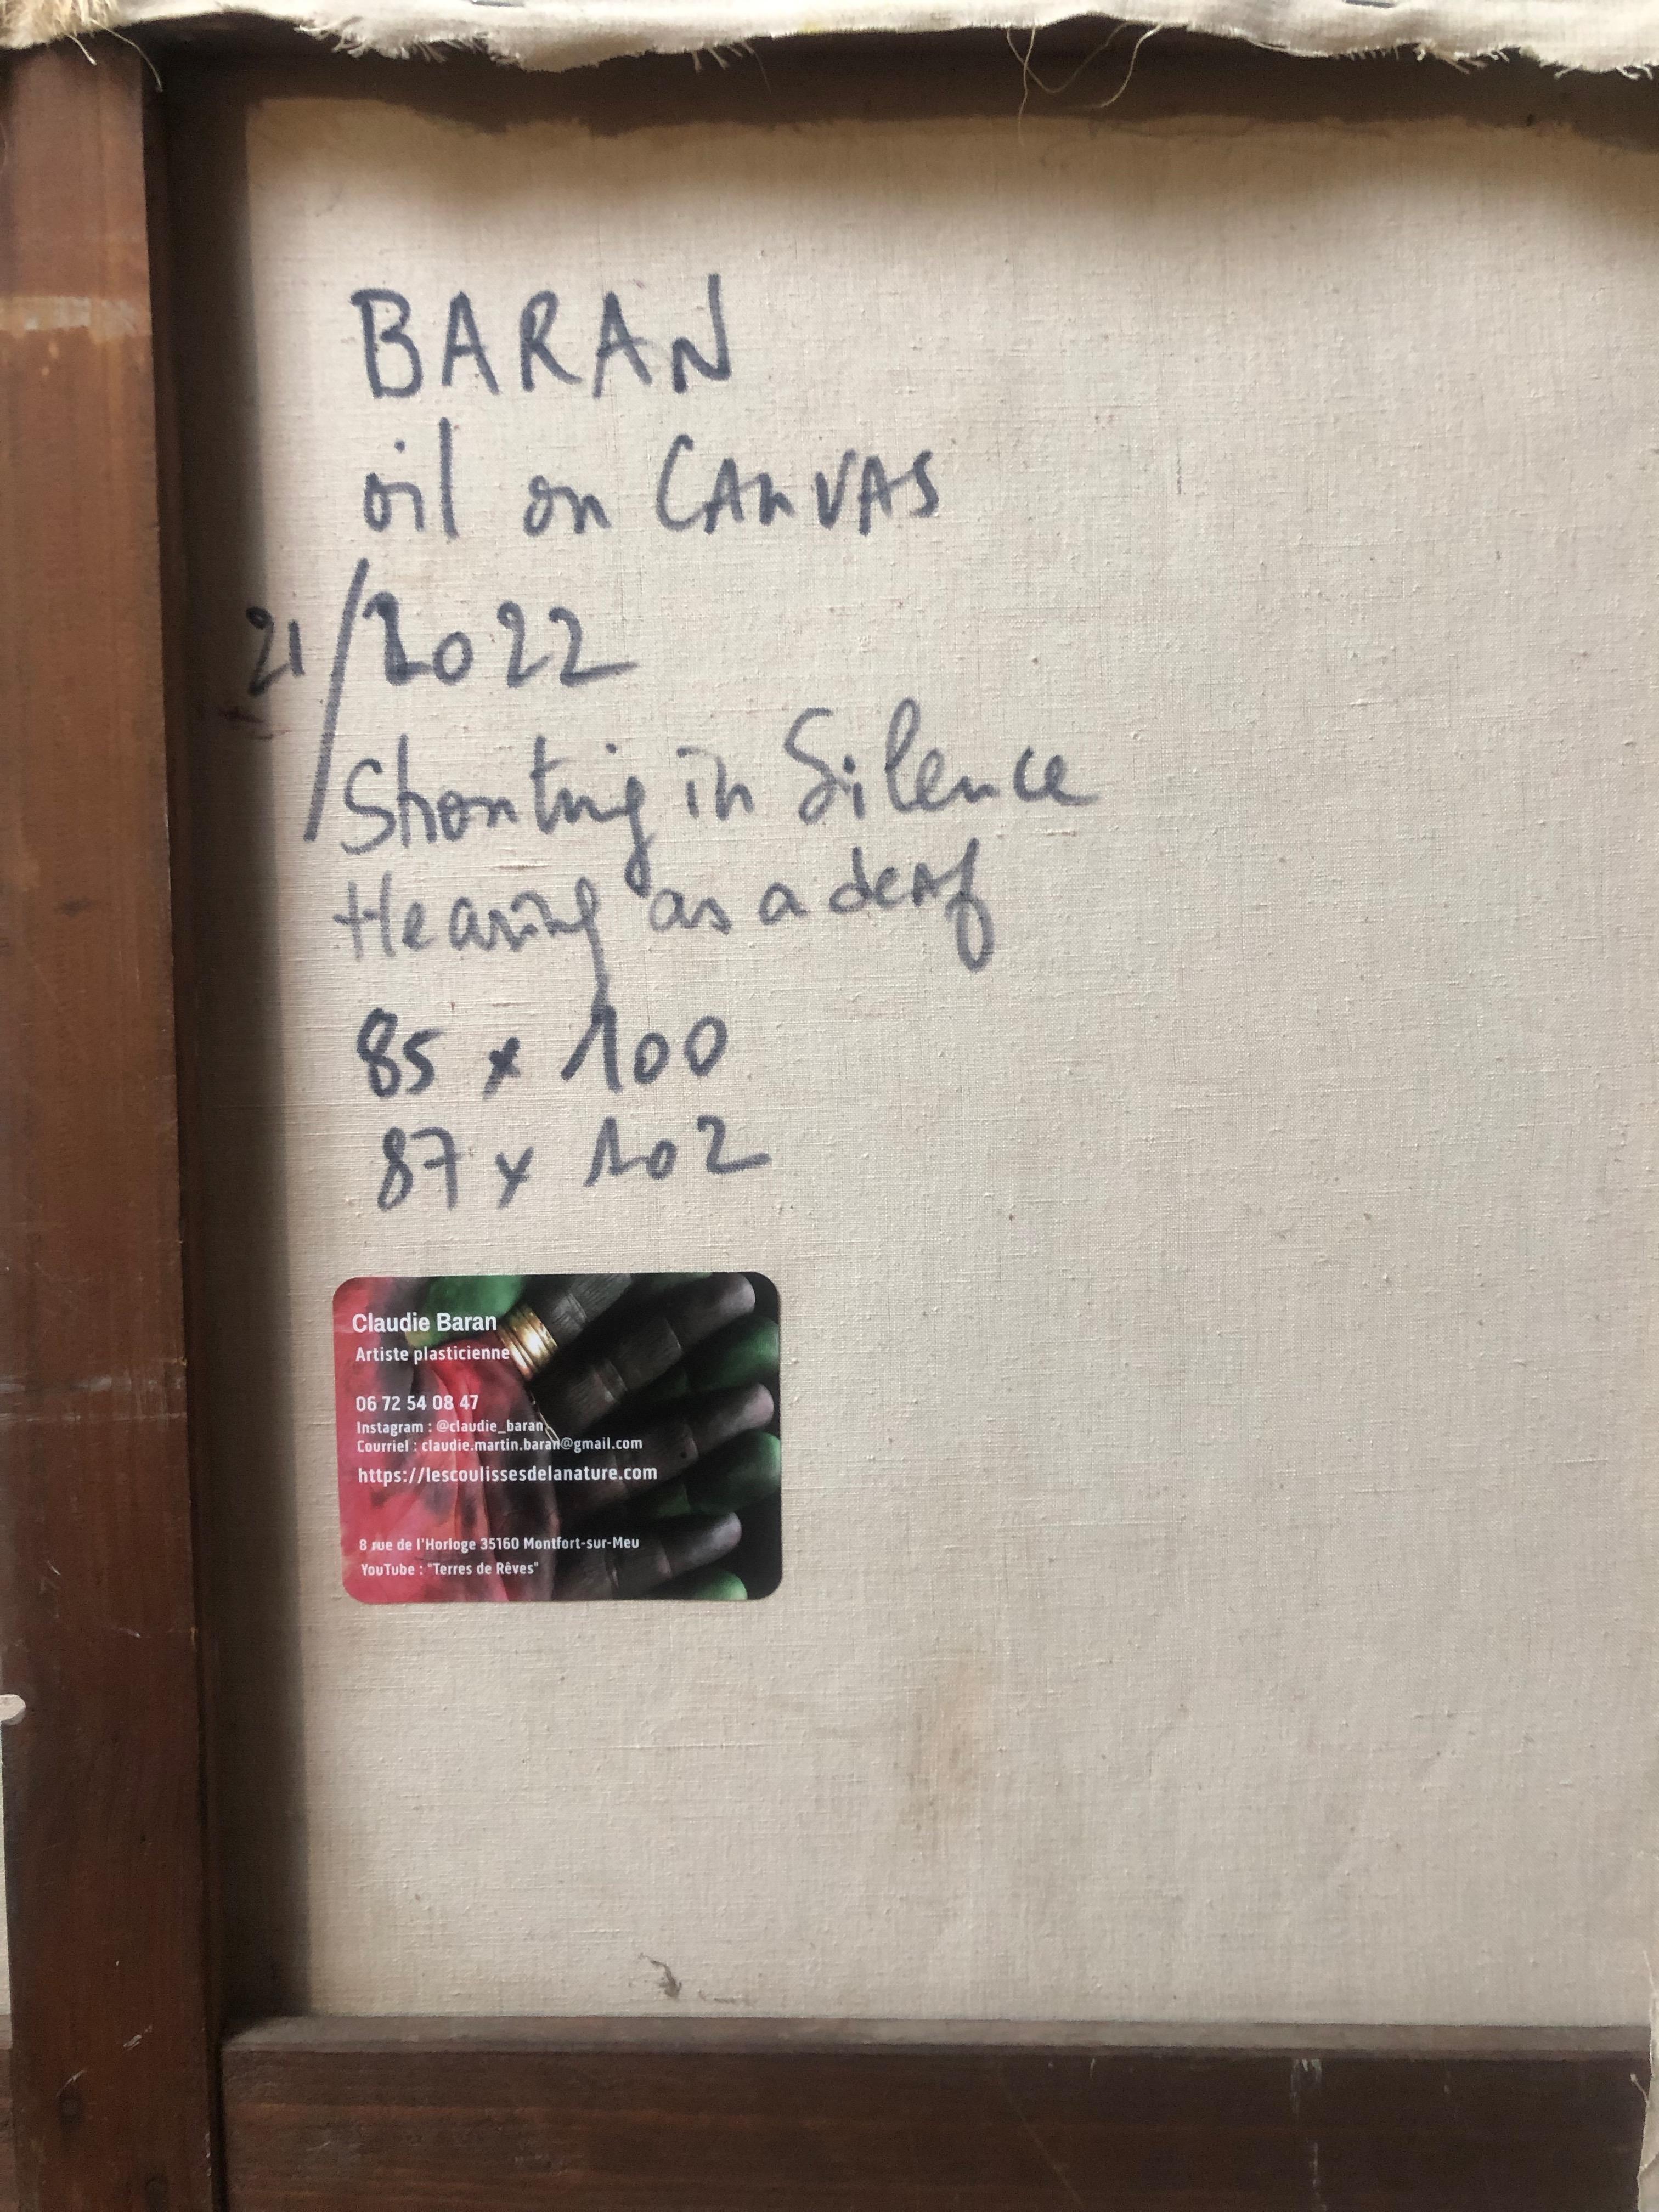 BARAN
oil on CANVAS
21/2022
Shouting in Silence
Hearing as a deaf
85 x 100
87 x 102
Claudie Baran
Artiste plasticienne
06 72 54 08 47
Instagram : @claudie_baran
Courriel : claudie.martin.baran@gmail.com
https://lescoulissesdelanature.com
8 rue de l'Horloge 35160 Montfort-sur-Meu
YouTube : "Terres de Rêves"